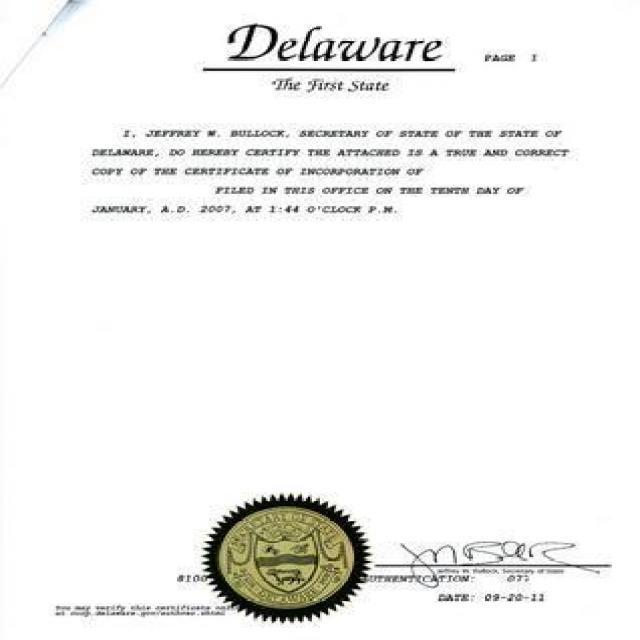 Delaware
PAGE 1
The First State
I, JEFFREY W. BULLOCK, SECRETARY OF STATE OF THE STATE OF
DELAWARE, DO HEREBY CERTIFY THE ATTACHED IS A TRUE AND CORRECT
COPY OF THE CERTIFICATE OF INCORPORATION OF
FILED IN THIS OFFICE ON THE TENTH DAY OF
JANUARY, A.D. 2007, AT 1:44 O'CLOCK P.M.
Jeffrey W. Bullock, Secretary of State
8100
AUTHENTICATION:
DATE: 09-20-11
You may verify this certificate
at corp.delaware.gov/authver.shtml